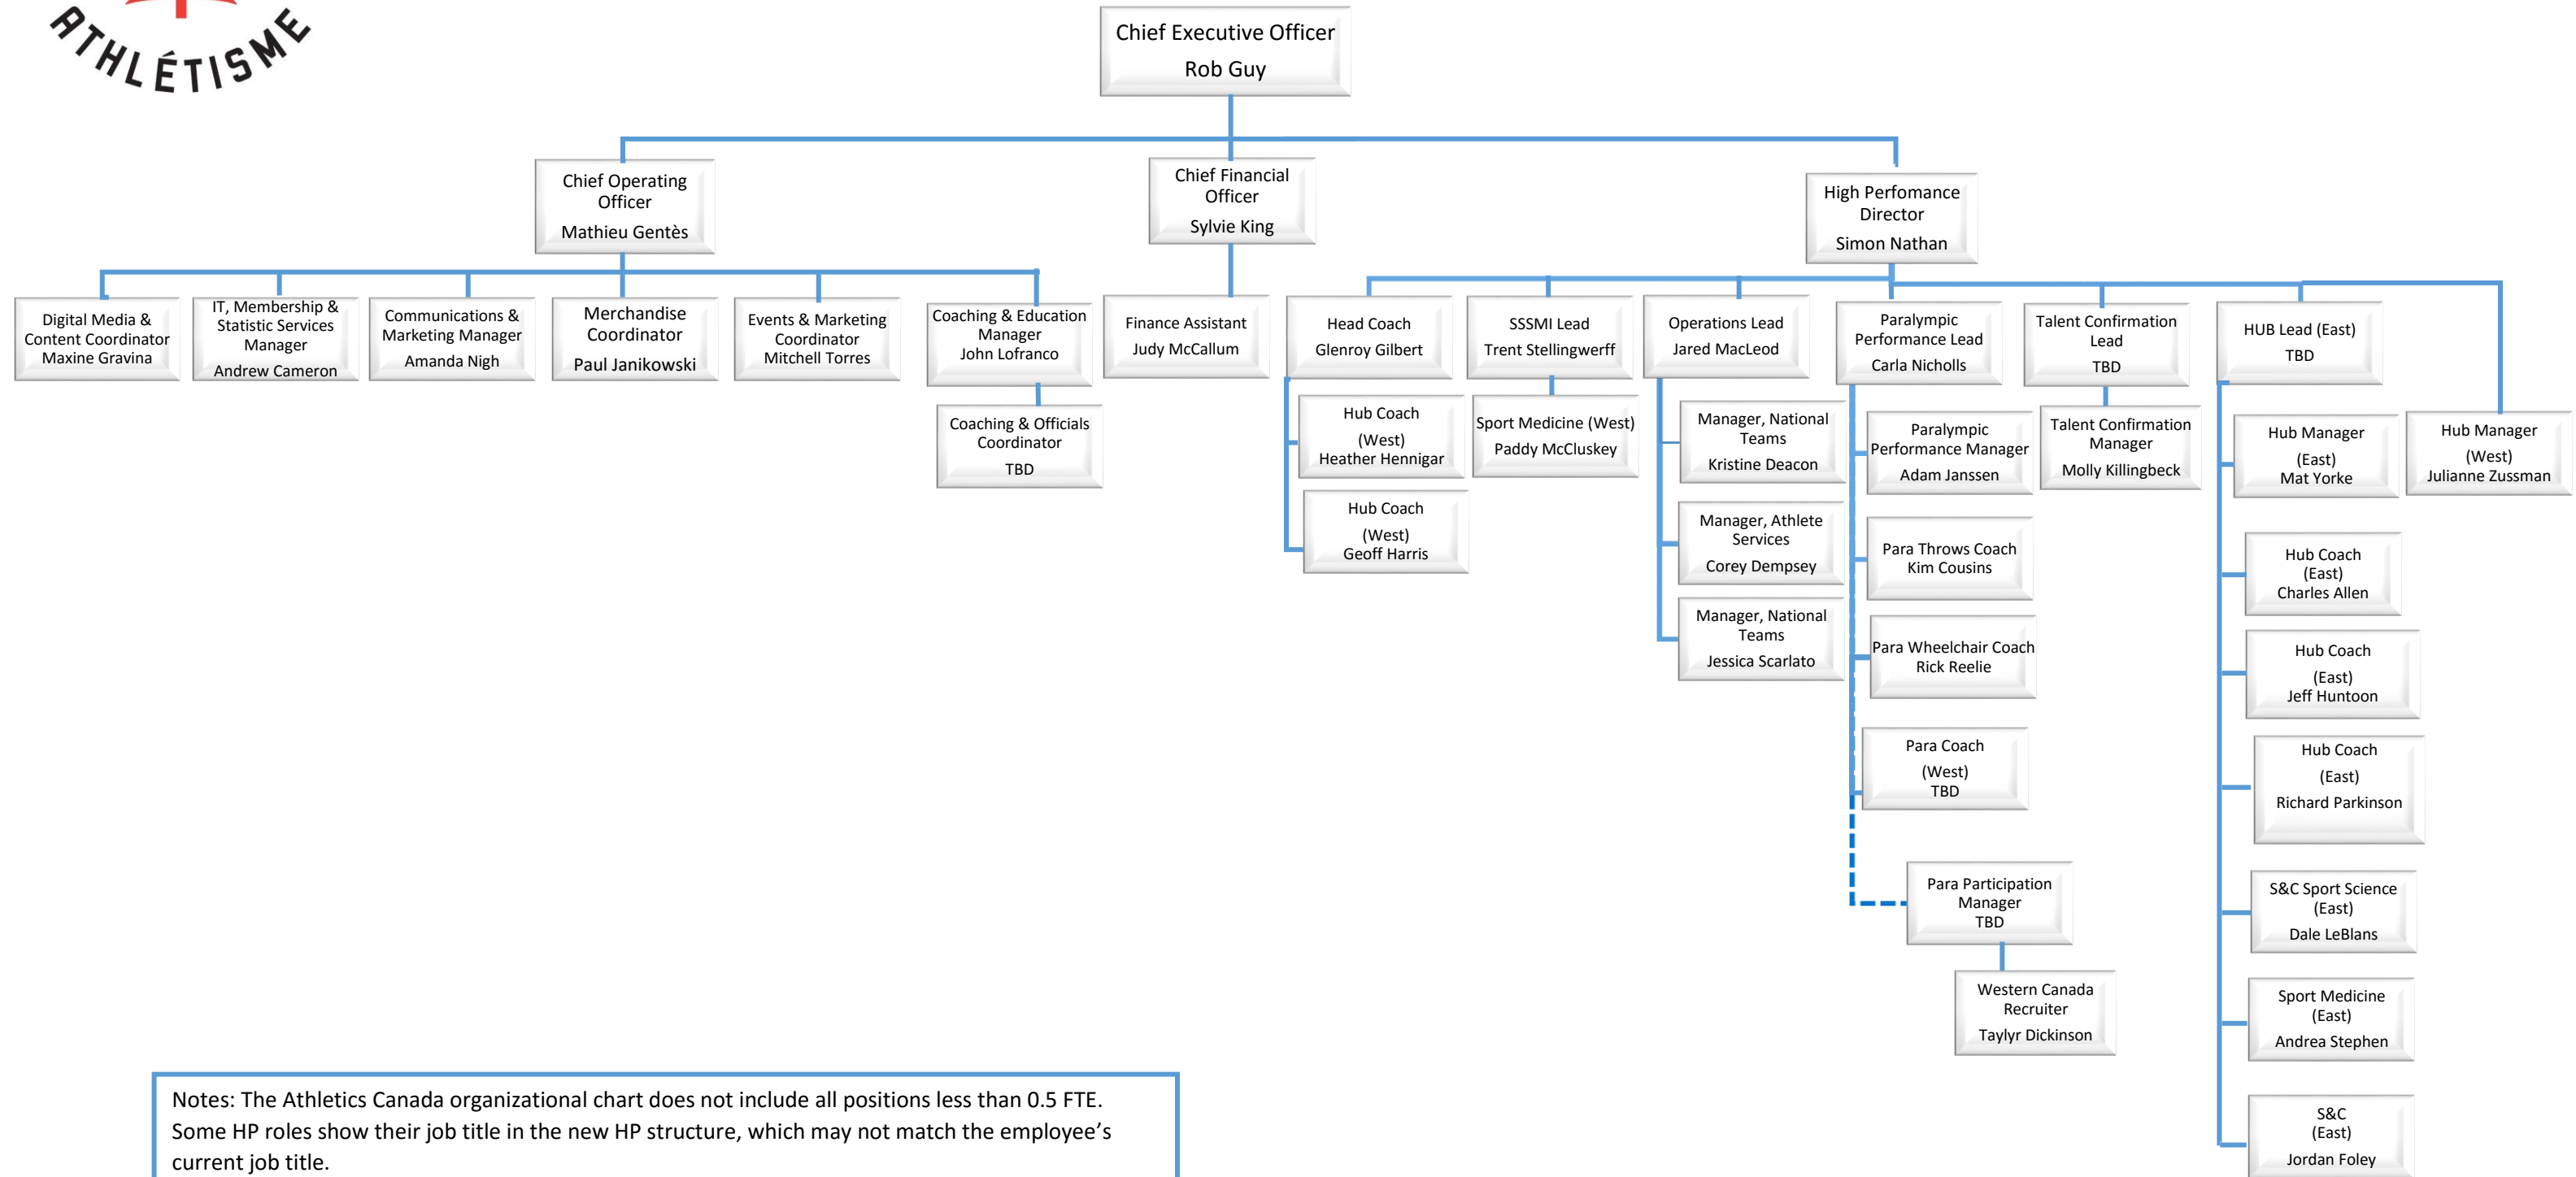 ATHLÉTISME
Chief Executive Officer
Rob Guy
Chief Operating
Officer
Mathieu Gentès
Chief Financial
Officer
Sylvie King
High Perfomance
Director
Simon Nathan
Digital Media &
Content Coordinator
Maxine Gravina
IT, Membership &
Statistic Services
Manager
Andrew Cameron
Communications &
Marketing Manager
Amanda Nigh
Merchandise
Coordinator
Paul Janikowski
Events & Marketing
Coordinator
Mitchell Torres
Coaching & Education
Manager
John Lofranco
Finance Assistant
Judy McCallum
Head Coach
Glenroy Gilbert
SSSMI Lead
Trent Stellingwerff
Operations Lead
Jared MacLeod
Paralympic
Performance Lead
Carla Nicholls
Talent Confirmation
Lead
TBD
HUB Lead (East)
TBD
Coaching & Officials
Coordinator
TBD
Hub Coach
(West)
Heather Hennigar
Sport Medicine (West)
Paddy McCluskey
Manager, National
Teams
Kristine Deacon
Paralympic
Performance Manager
Adam Janssen
Talent Confirmation
Manager
Molly Killingbeck
Hub Manager
(East)
Mat Yorke
Hub Manager
(West)
Julianne Zussman
Hub Coach
(West)
Geoff Harris
Manager, Athlete
Services
Corey Dempsey
Para Throws Coach
Kim Cousins
Hub Coach
(East)
Charles Allen
Manager, National
Teams
Jessica Scarlato
Para Wheelchair Coach
Rick Reelie
Hub Coach
(East)
Jeff Huntoon
Para Coach
(West)
TBD
Hub Coach
(East)
Richard Parkinson
Para Participation
Manager
TBD
S&C Sport Science
(East)
Dale LeBlans
Western Canada
Recruiter
Taylyr Dickinson
Sport Medicine
(East)
Andrea Stephen
S&C
(East)
Jordan Foley
Notes: The Athletics Canada organizational chart does not include all positions less than 0.5 FTE.
Some HP roles show their job title in the new HP structure, which may not match the employee’s
current job title.